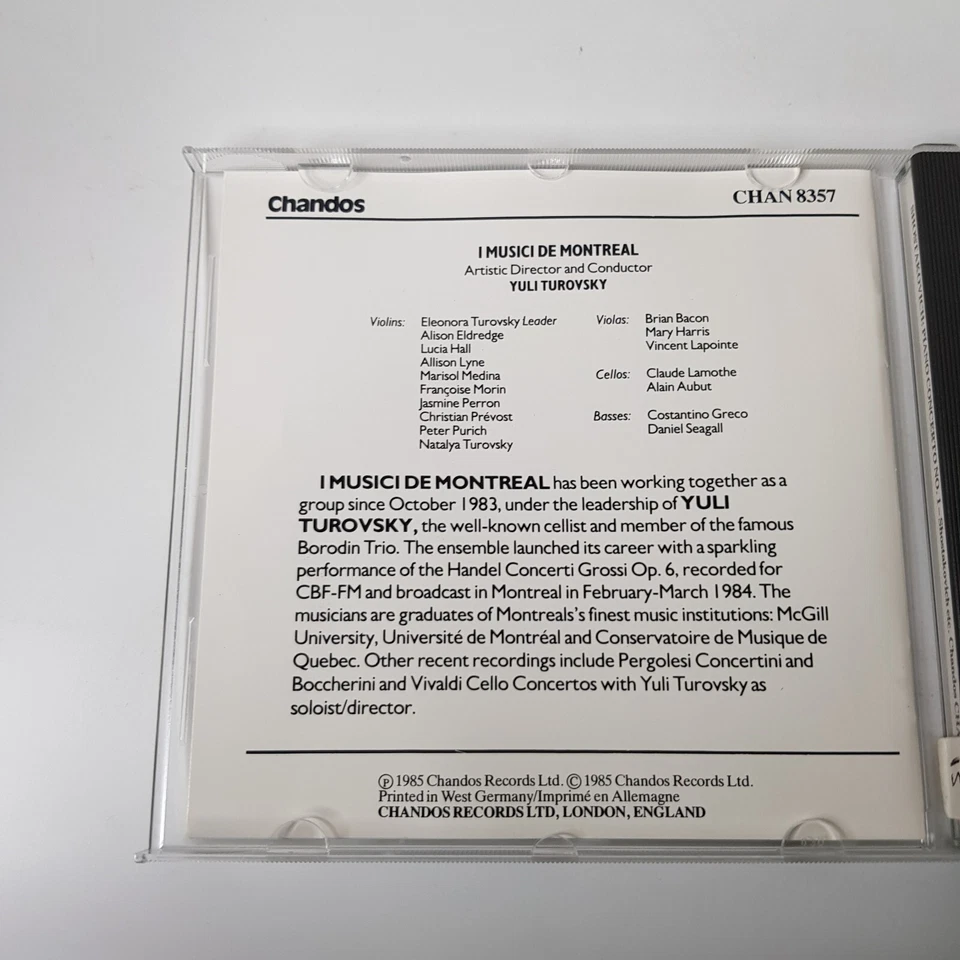 Chandos
CHAN 8357
I MUSICI DE MONTREAL
Artistic Director and Conductor
YULI TUROVSKY
Violins: Eleonora Turovsky Leader
Alison Eldredge
Lucia Hall
Allison Lyne
Marisol Medina
Françoise Morin
Jasmine Perron
Christian Prévost
Peter Purich
Natalya Turovsky
Violas: Brian Bacon
Mary Harris
Vincent Lapointe
Cellos: Claude Lamothe
Alain Aubut
Basses: Costantino Greco
Daniel Seagall
I MUSICI DE MONTREAL has been working together as a
group since October 1983, under the leadership of YULI
TUROVSKY, the well-known cellist and member of the famous
Borodin Trio. The ensemble launched its career with a sparkling
performance of the Handel Concerti Grossi Op. 6, recorded for
CBF-FM and broadcast in Montreal in February-March 1984. The
musicians are graduates of Montreals's finest music institutions: McGill
University, Université de Montréal and Conservatoire de Musique de
Quebec. Other recent recordings include Pergolesi Concertini and
Boccherini and Vivaldi Cello Concertos with Yuli Turovsky as
soloist/director.
℗ 1985 Chandos Records Ltd. © 1985 Chandos Records Ltd.
Printed in West Germany/Imprimé en Allemagne
CHANDOS RECORDS LTD, LONDON, ENGLAND
SHOSTAKOVICH: PIANO CONCERTO NO. 1 – Shostakovich etc. Chandos